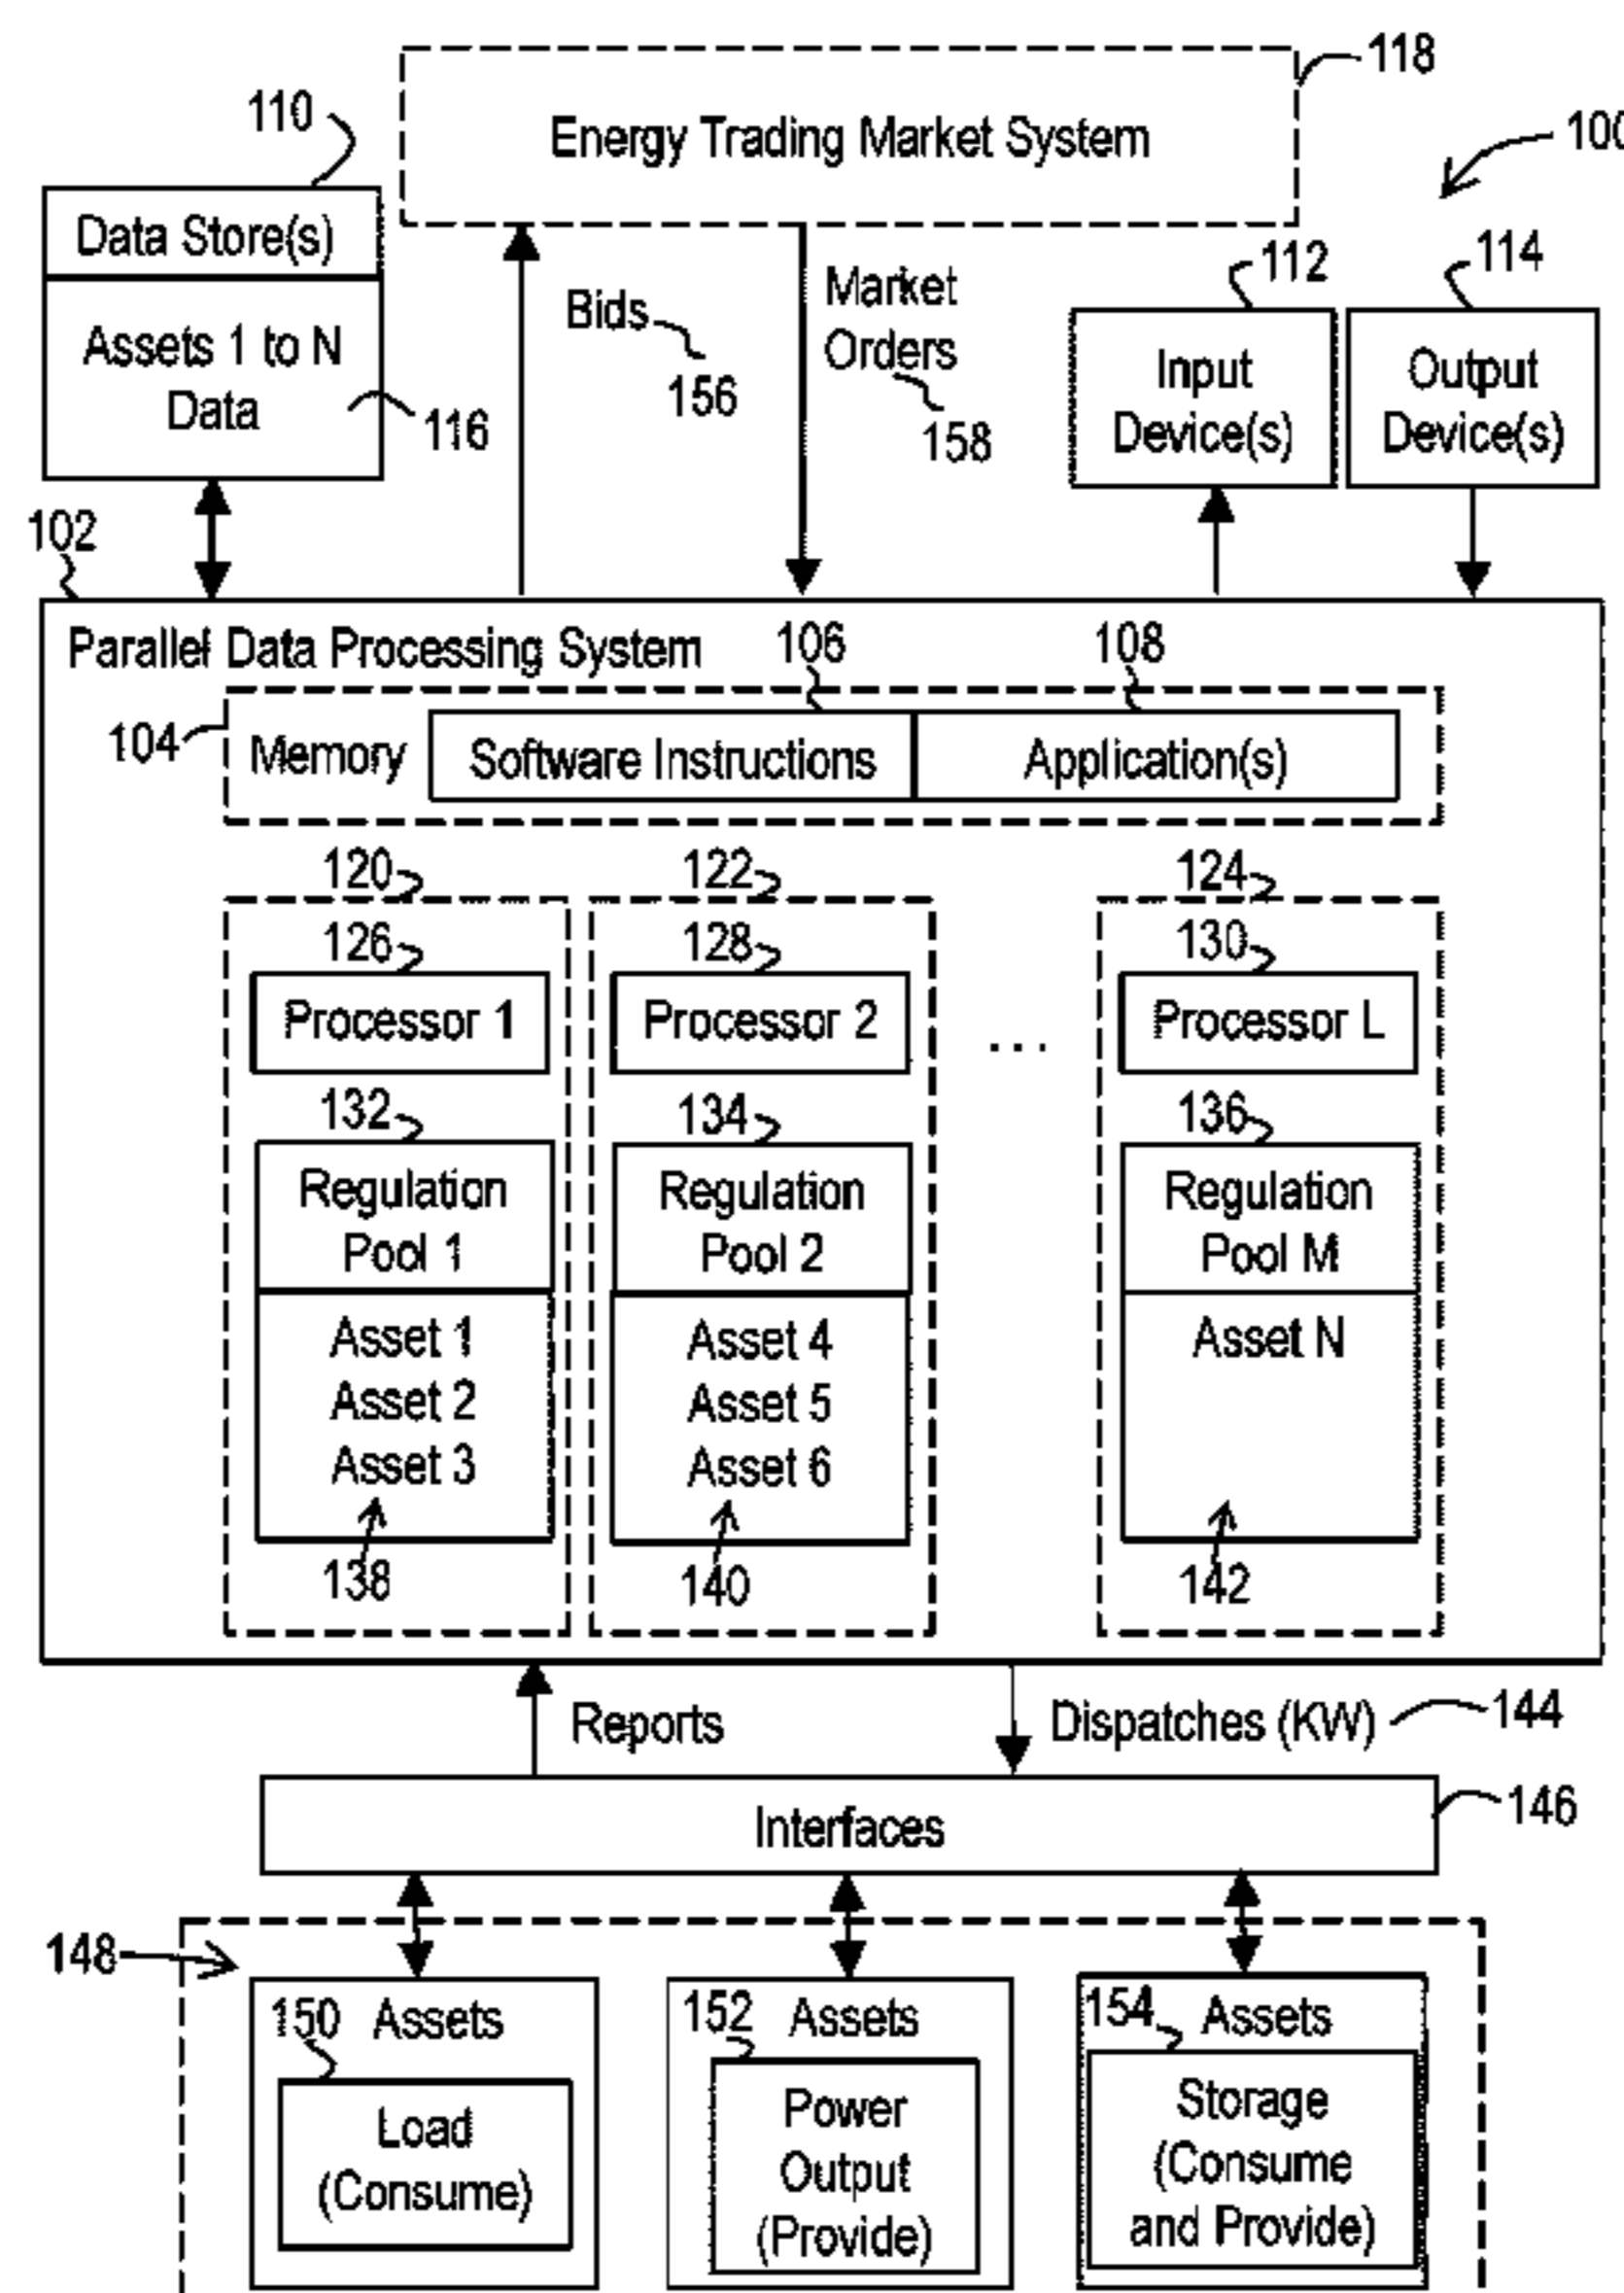 118
Energy Trading Market System
110
100
Data Store(s)
Assets 1 to N
Data
116
Bids
156
Market
Orders
158
112
Input
Device(s)
114
Output
Device(s)
102
Parallel Data Processing System
106
108
104
Memory
Software Instructions
Application(s)
120
122
124
126
128
130
Processor 1
Processor 2
...
Processor L
132
134
136
Regulation
Pool 1
Regulation
Pool 2
Regulation
Pool M
Asset 1
Asset 2
Asset 3
Asset 4
Asset 5
Asset 6
Asset N
138
140
142
Reports
Dispatches (KW)
144
Interfaces
146
148
150
Assets
Load
(Consume)
152
Assets
Power
Output
(Provide)
154
Assets
Storage
(Consume
and Provide)